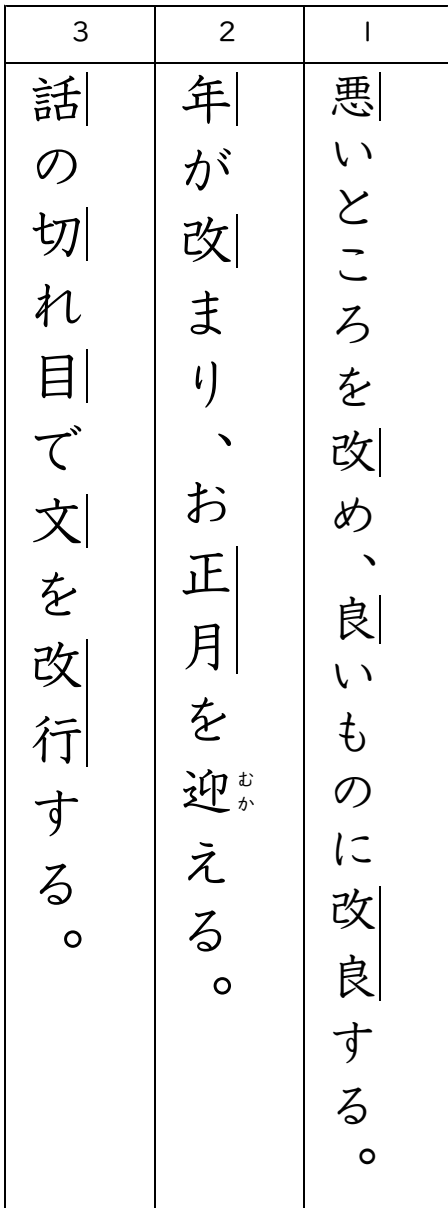 1
悪いところを改め、良いものに改良する。
2
年が改まり、お正月を迎える。
むか
3
話の切れ目で文を改行する。